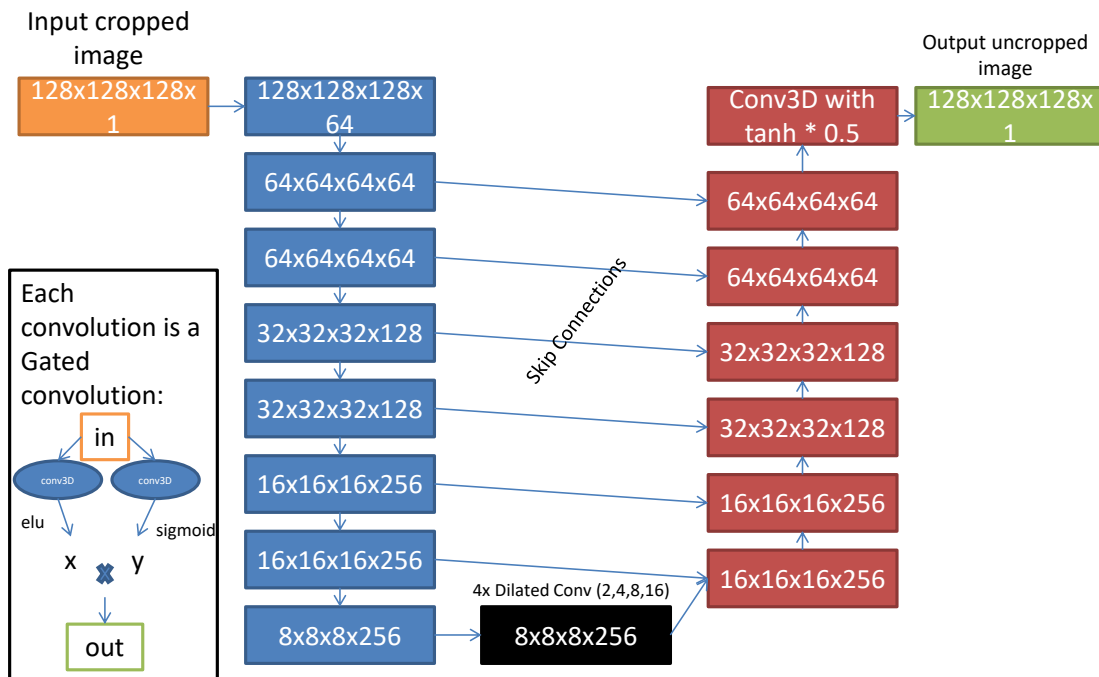 Input cropped
image
128x128x128x
1
128x128x128x
64
64x64x64x64
64x64x64x64
32x32x32x128
32x32x32x128
16x16x16x256
16x16x16x256
8x8x8x256
4x Dilated Conv (2,4,8,16)
8x8x8x256
Skip Connections
Output uncropped
image
Conv3D with
tanh * 0.5
128x128x128x
1
64x64x64x64
64x64x64x64
32x32x32x128
32x32x32x128
16x16x16x256
16x16x16x256
Each
convolution is a
Gated
convolution:
in
conv3D
conv3D
elu
sigmoid
x
y
out